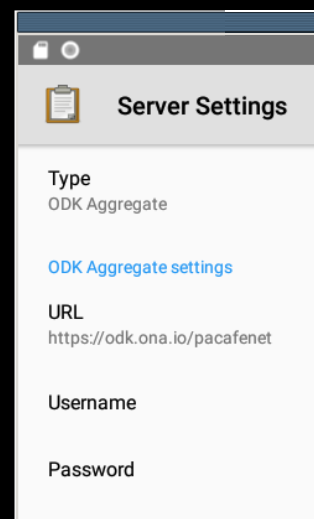 Server Settings
Type
ODK Aggregate
ODK Aggregate settings
URL
https://odk.ona.io/pacafenet
Username
Password